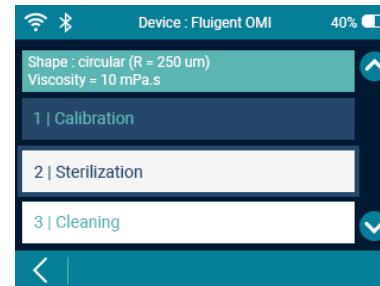 Device : Fluigent OMI 40%
Shape : circular (R = 250 um)
Viscosity = 10 mPa.s
1 | Calibration
2 | Sterilization
3 | Cleaning